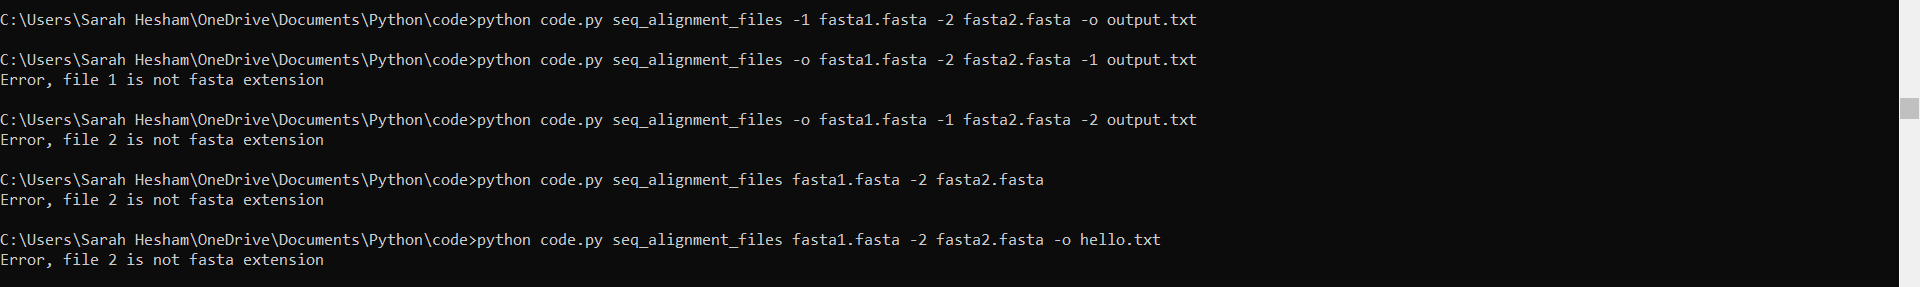 C:\Users\Sarah Hesham\OneDrive\Documents\Python\code>python code.py seq_alignment_files -1 fasta1.fasta -2 fasta2.fasta -o output.txt
C:\Users\Sarah Hesham\OneDrive\Documents\Python\code>python code.py seq_alignment_files -o fasta1.fasta -2 fasta2.fasta -1 output.txt
Error, file 1 is not fasta extension
C:\Users\Sarah Hesham\OneDrive\Documents\Python\code>python code.py seq_alignment_files -o fasta1.fasta -1 fasta2.fasta -2 output.txt
Error, file 2 is not fasta extension
C:\Users\Sarah Hesham\OneDrive\Documents\Python\code>python code.py seq_alignment_files fasta1.fasta -2 fasta2.fasta
Error, file 2 is not fasta extension
C:\Users\Sarah Hesham\OneDrive\Documents\Python\code>python code.py seq_alignment_files fasta1.fasta -2 fasta2.fasta -o hello.txt
Error, file 2 is not fasta extension